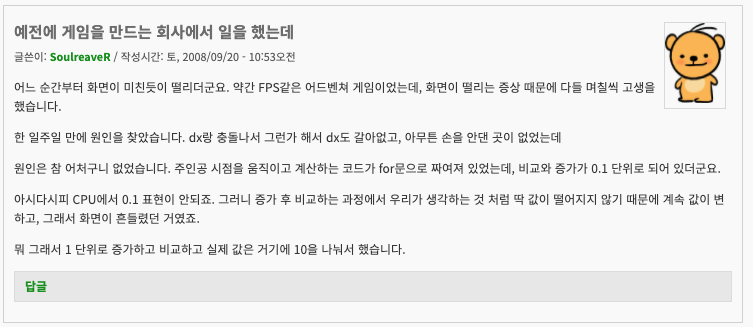 예전에 게임을 만드는 회사에서 일을 했는데
글쓴이: SoulreaveR / 작성시간: 토, 2008/09/20 - 10:53오전
어느 순간부터 화면이 미친듯이 떨리더군요. 약간 FPS같은 어드벤쳐 게임이었는데, 화면이 떨리는 증상 때문에 다들 며칠씩 고생을
했습니다.
한 일주일 만에 원인을 찾았습니다. dx랑 충돌나서 그런가 해서 dx도 갈아엎고, 아무튼 손을 안댄 곳이 없었는데
원인은 참 어처구니 없었습니다. 주인공 시점을 움직이고 계산하는 코드가 for문으로 짜여져 있었는데, 비교와 증가가 0.1 단위로 되어 있더군요.
아시다시피 CPU에서 0.1 표현이 안되죠. 그러니 증가 후 비교하는 과정에서 우리가 생각하는 것 처럼 딱 값이 떨어지지 않기 때문에 계속 값이 변
하고, 그래서 화면이 흔들렸던 거였죠.
뭐 그래서 1 단위로 증가하고 비교하고 실제 값은 거기에 10을 나눠서 했습니다.
답글